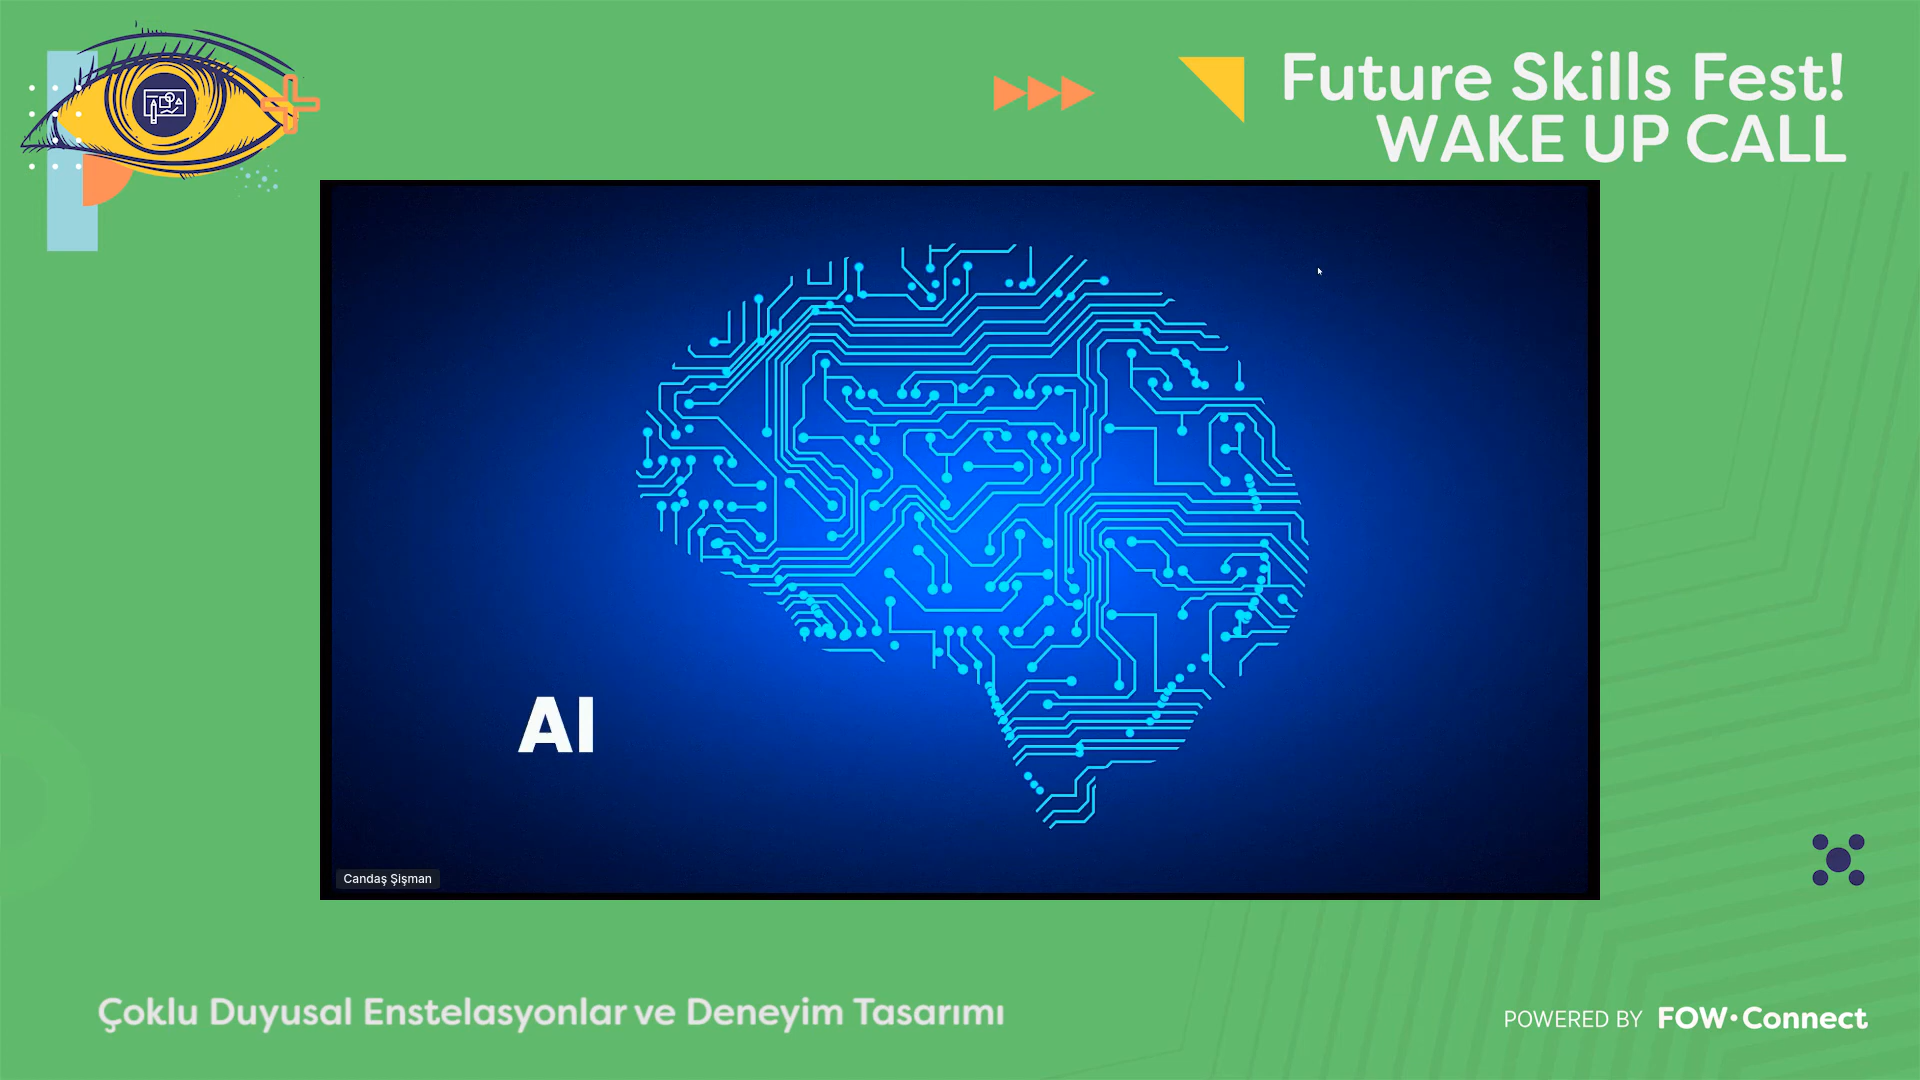 Future Skills Fest!
WAKE UP CALL
AI
Candaş Şişman
Çoklu Duyusal Enstelasyonlar ve Deneyim Tasarımı
POWERED BY FOW·Connect